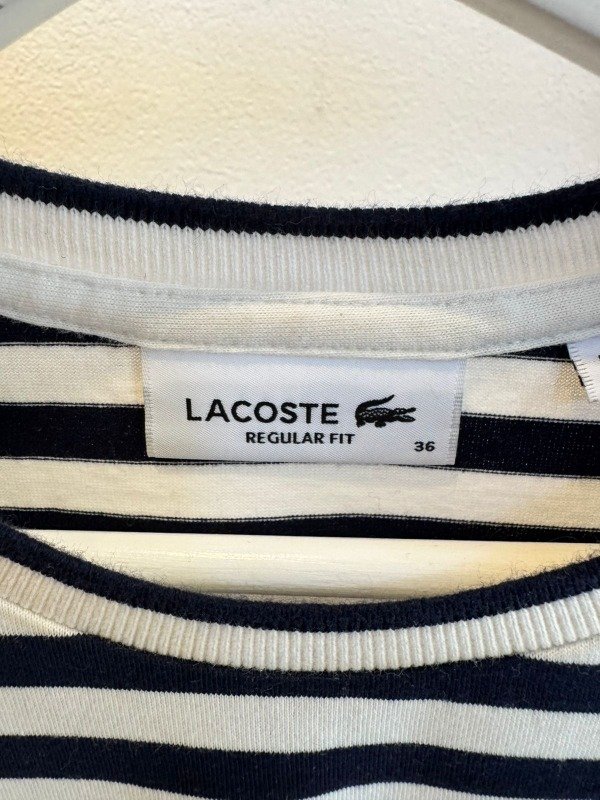 LACOSTE
REGULAR FIT
36